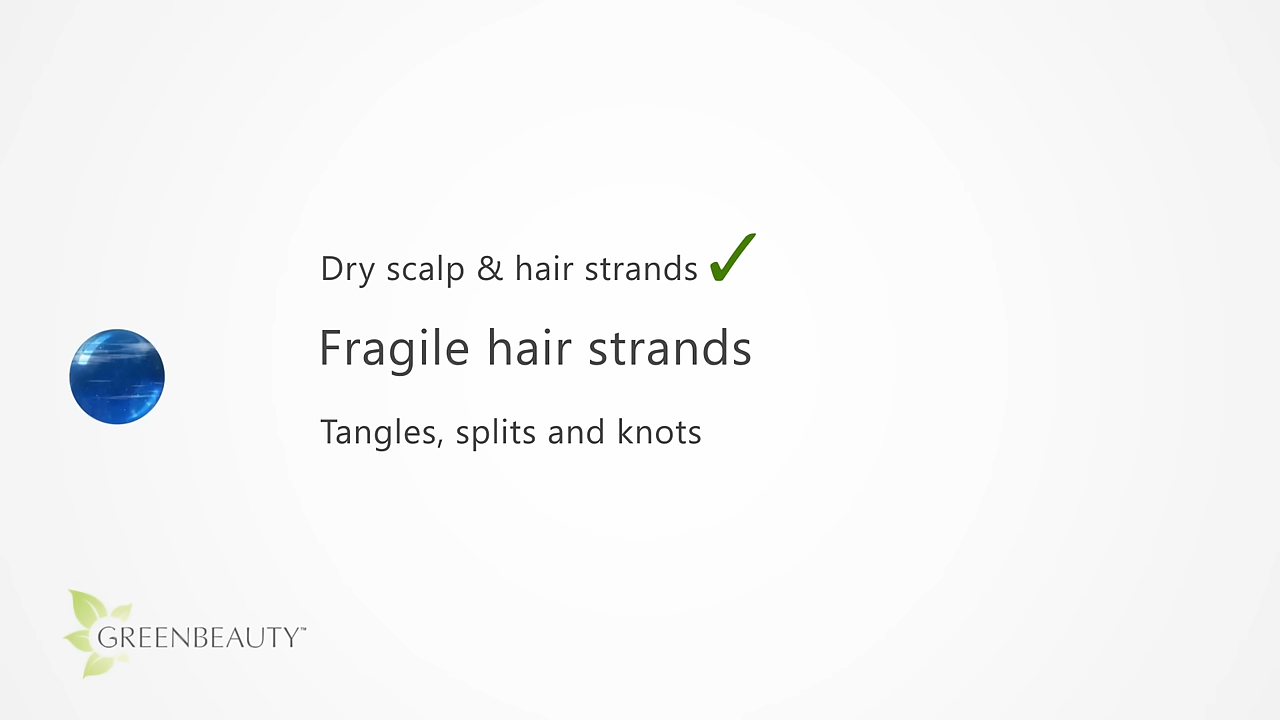 Dry scalp & hair strands ✓
Fragile hair strands
Tangles, splits and knots
GREENBEAUTY™